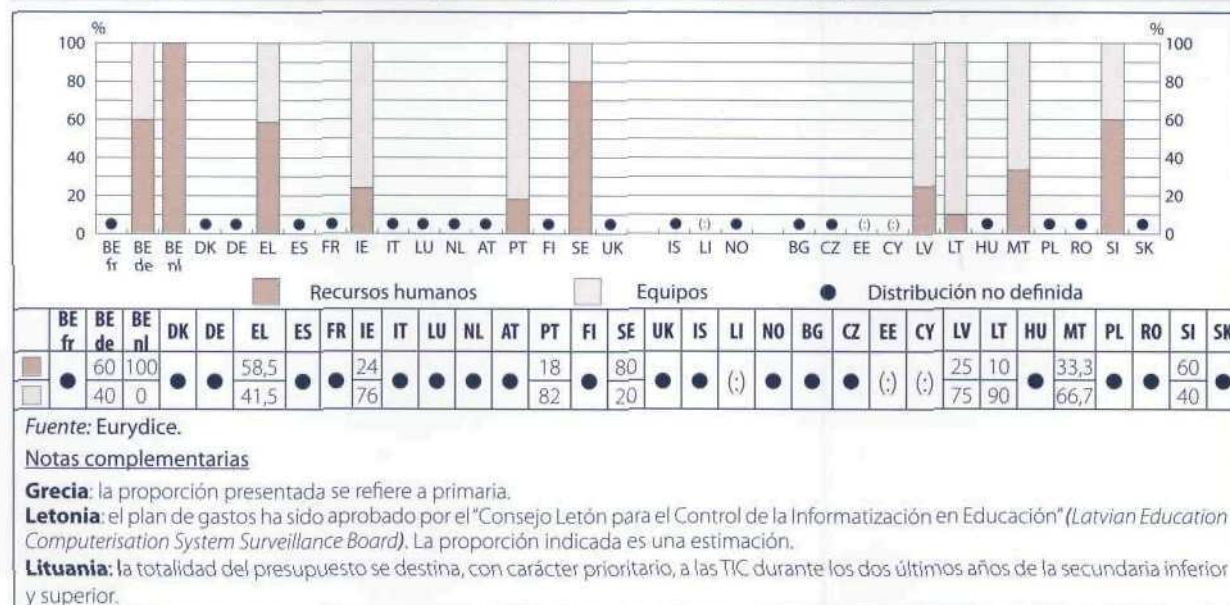 % %
100 100
80 80
60 60
40 40
20 20
0 0
(:) (:) (:)
BE fr BE de BE nl DK DE EL ES FR IE IT LU NL AT PT FI SE UK IS LI NO BG CZ EE CY LV LT HU MT PL RO SI SK
Recursos humanos Equipos Distribución no definida
BE fr BE de BE nl DK DE EL ES FR IE IT LU NL AT PT FI SE UK IS LI NO BG CZ EE CY LV LT HU MT PL RO SI SK
60 100 58,5 24 18 80 (:) (:) (:) 25 10 33,3 60
40 0 41,5 76 82 20 75 90 66,7 40
Fuente: Eurydice.
Notas complementarias
Grecia: la proporción presentada se refiere a primaria.
Letonia: el plan de gastos ha sido aprobado por el "Consejo Letón para el Control de la Informatización en Educación" (Latvian Education
Computerisation System Surveillance Board). La proporción indicada es una estimación.
Lituania: la totalidad del presupuesto se destina, con carácter prioritario, a las TIC durante los dos últimos años de la secundaria inferior
y superior.